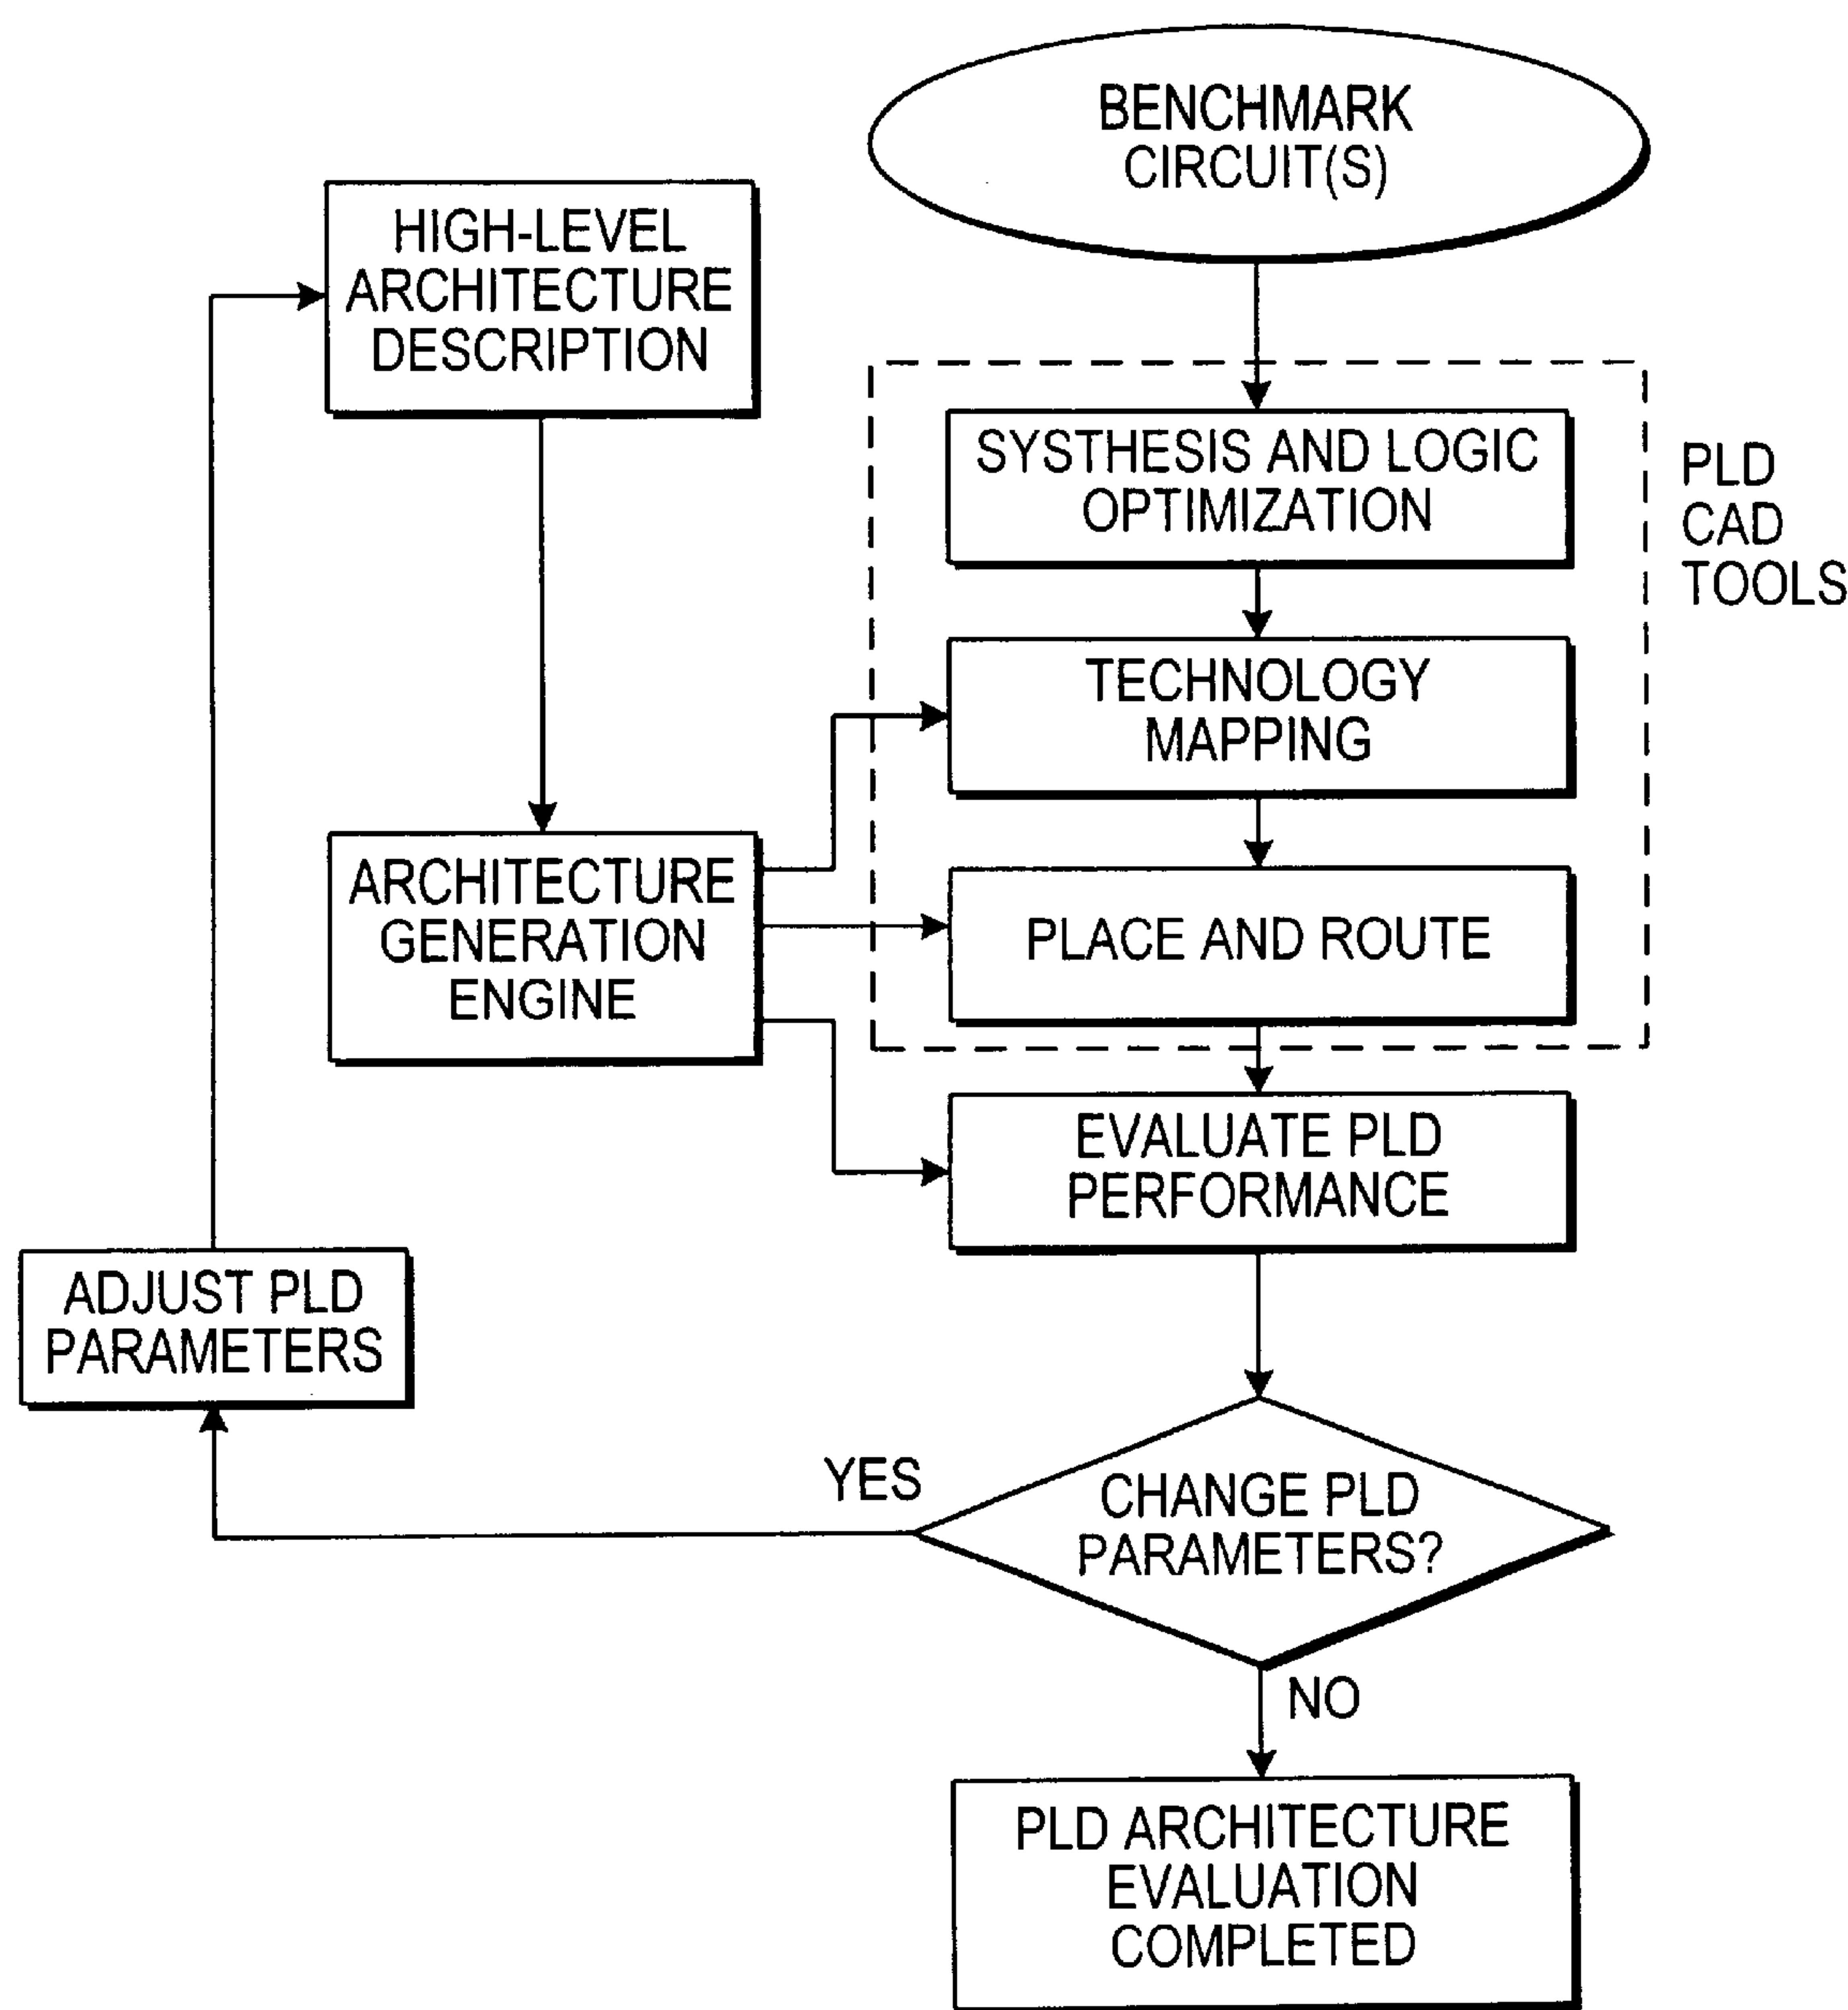 BENCHMARK
CIRCUIT(S)
HIGH-LEVEL
ARCHITECTURE
DESCRIPTION
SYSTHESIS AND LOGIC
OPTIMIZATION
PLD
CAD
TOOLS
TECHNOLOGY
MAPPING
ARCHITECTURE
GENERATION
ENGINE
PLACE AND ROUTE
EVALUATE PLD
PERFORMANCE
ADJUST PLD
PARAMETERS
YES
CHANGE PLD
PARAMETERS?
NO
PLD ARCHITECTURE
EVALUATION
COMPLETED